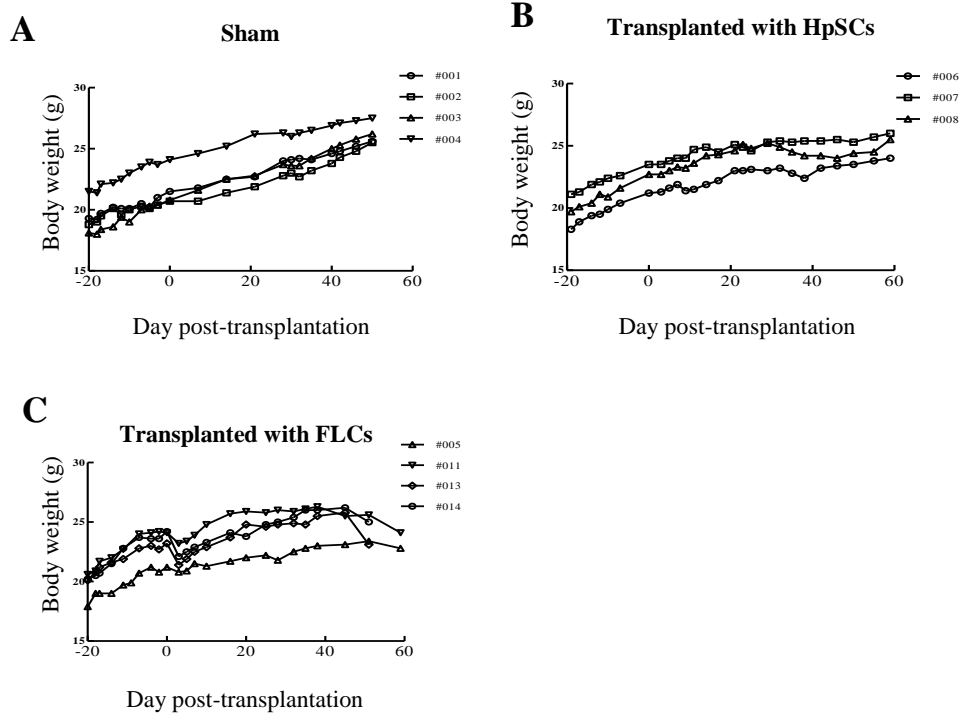 A
Sham
#001
#002
#003
#004
Body weight (g)
30
25
20
15
-20 0 20 40 60
Day post-transplantation
B
Transplanted with HpSCs
#006
#007
#008
Body weight (g)
30
25
20
15
-20 0 20 40 60
Day post-transplantation
C
Transplanted with FLCs
#005
#011
#013
#014
Body weight (g)
30
25
20
15
-20 0 20 40 60
Day post-transplantation